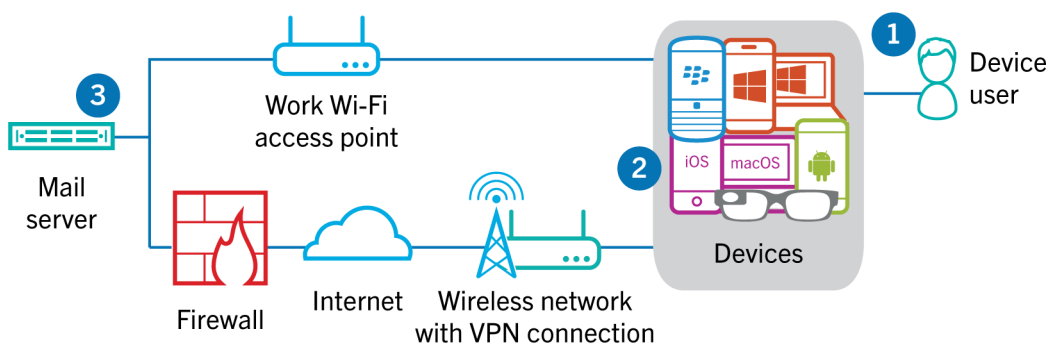 1
Device
user
3
Work Wi-Fi
access point
Mail
server
2
iOS
macOS
Devices
Firewall
Internet
Wireless network
with VPN connection